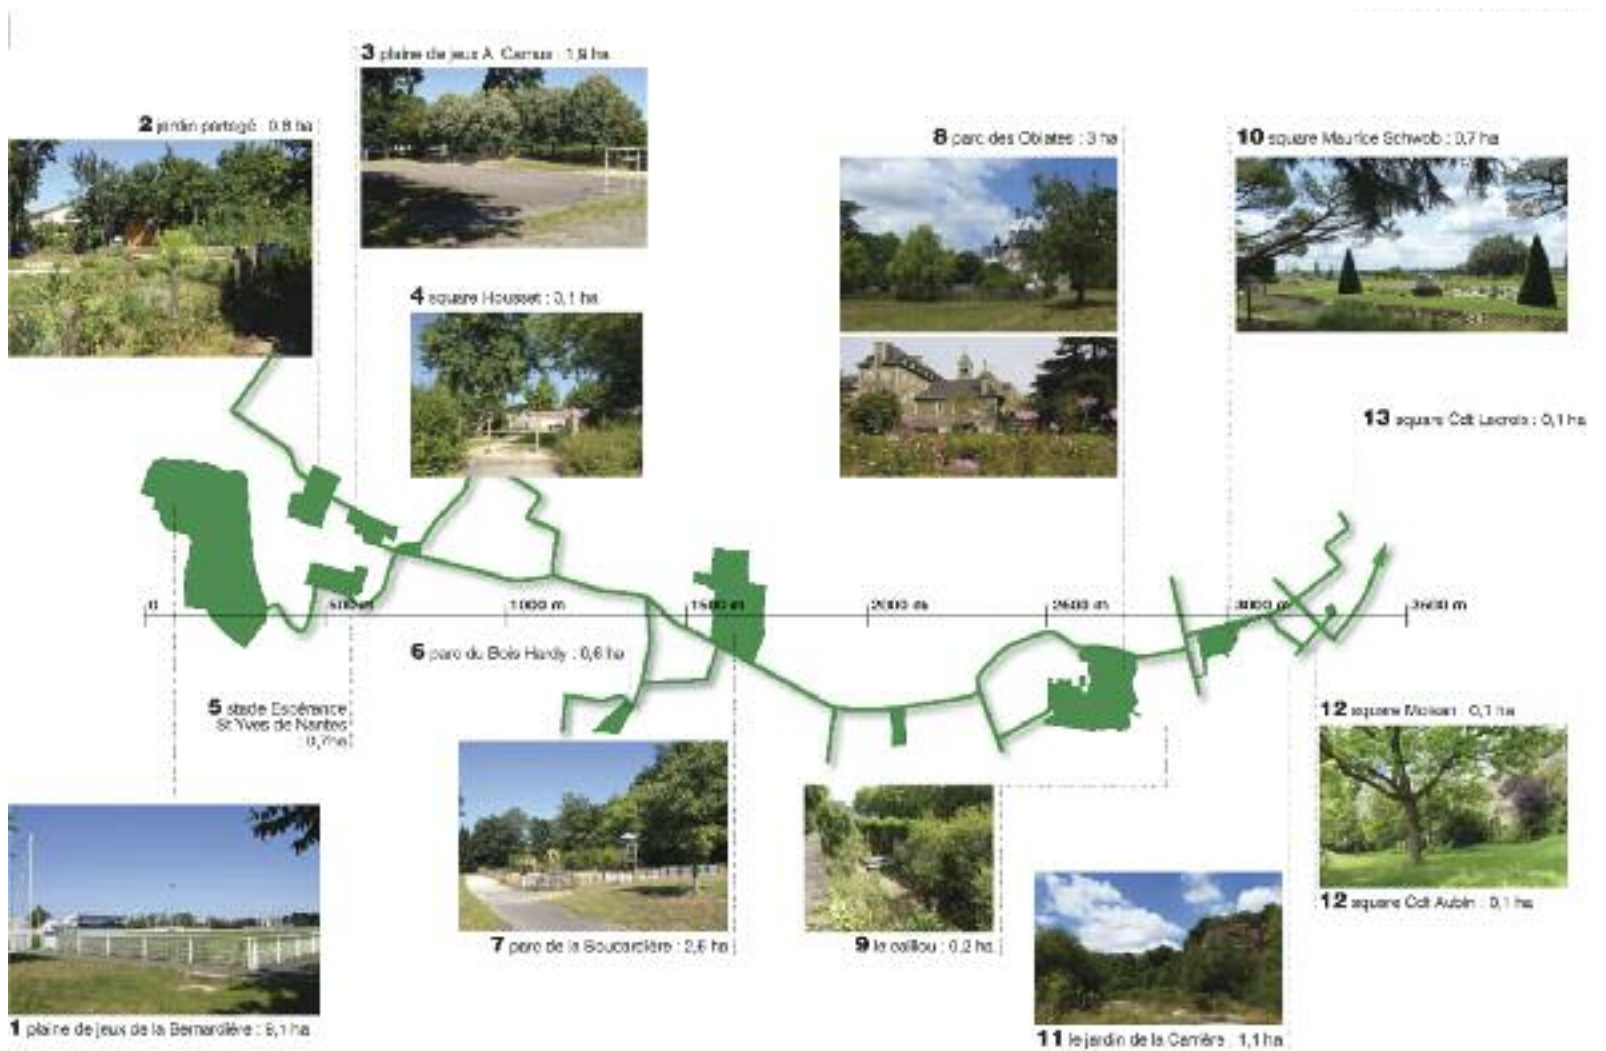 3 plaine de jeux A. Camus : 1,9 ha
2 jardin partagé : 0,8 ha
8 parc des Oblates : 3 ha
10 square Maurice Schwob : 0,7 ha
4 square Housset : 0,1 ha
13 square Cdt Lacroix : 0,1 ha
0
500 m
1000 m
1500 m
2000 m
2500 m
3000 m
3500 m
6 parc du Bois Hardy : 0,6 ha
5 stade Espérance
St Yves de Nantes
: 0,7ha
12 square Moisan : 0,1 ha
7 parc de la Boucardière : 2,6 ha
9 le caillou : 0,2 ha
12 square Cdt Aubin : 0,1 ha
1 plaine de jeux de la Bernardière : 9,1 ha
11 le jardin de la Carrière : 1,1 ha